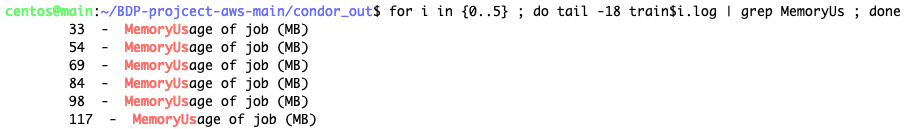 centos@main:~/BDP-projcect-aws-main/condor_out$ for i in {0..5} ; do tail -18 train$i.log | grep MemoryUs ; done
33 - MemoryUsage of job (MB)
54 - MemoryUsage of job (MB)
69 - MemoryUsage of job (MB)
84 - MemoryUsage of job (MB)
98 - MemoryUsage of job (MB)
117 - MemoryUsage of job (MB)